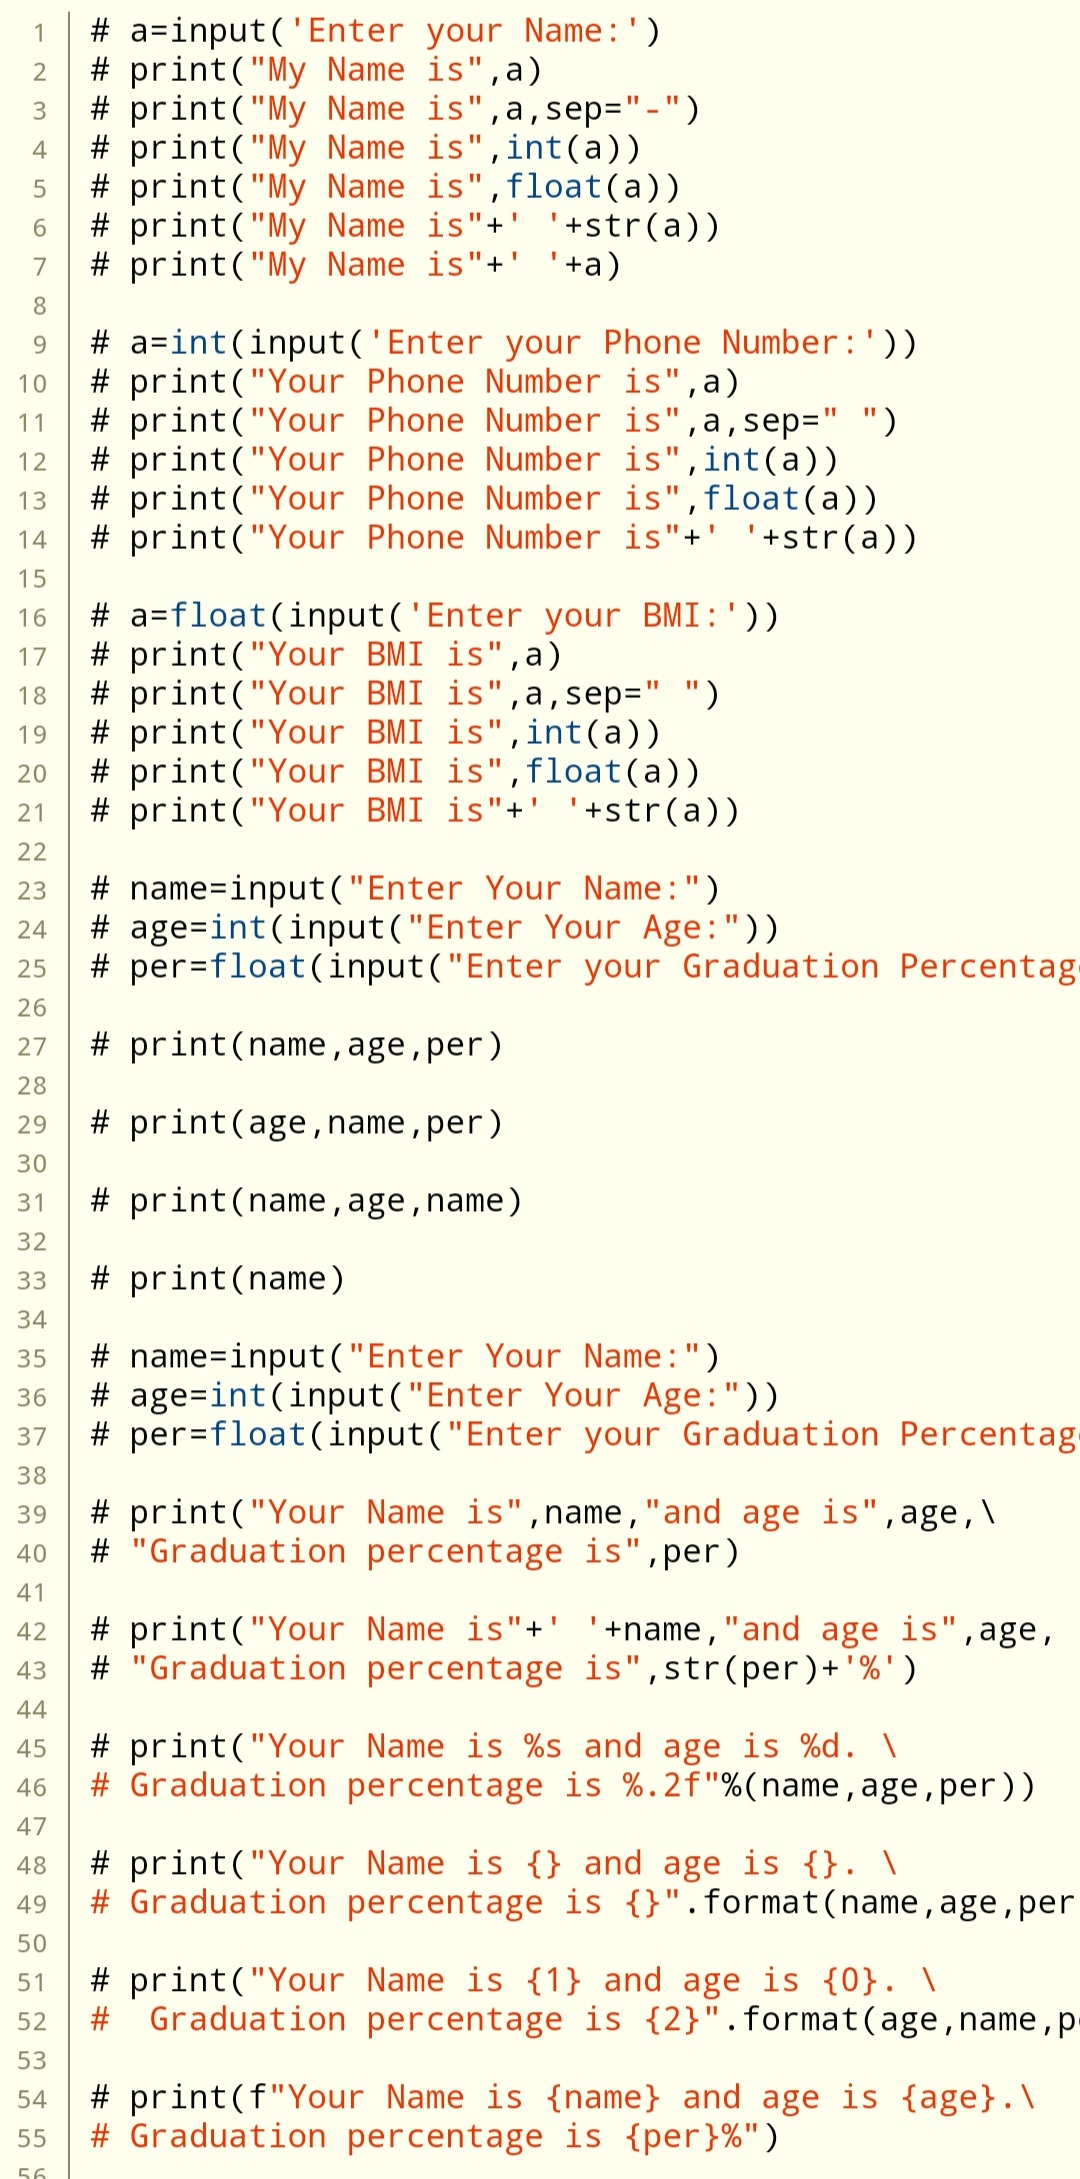 1 # a=input('Enter your Name:')
2 # print("My Name is",a)
3 # print("My Name is",a,sep="-")
4 # print("My Name is",int(a))
5 # print("My Name is",float(a))
6 # print("My Name is"+' '+str(a))
7 # print("My Name is"+' '+a)
8
9 # a=int(input('Enter your Phone Number:'))
10 # print("Your Phone Number is",a)
11 # print("Your Phone Number is",a,sep=" ")
12 # print("Your Phone Number is",int(a))
13 # print("Your Phone Number is",float(a))
14 # print("Your Phone Number is"+' '+str(a))
15
16 # a=float(input('Enter your BMI:'))
17 # print("Your BMI is",a)
18 # print("Your BMI is",a,sep=" ")
19 # print("Your BMI is",int(a))
20 # print("Your BMI is",float(a))
21 # print("Your BMI is"+' '+str(a))
22
23 # name=input("Enter Your Name:")
24 # age=int(input("Enter Your Age:"))
25 # per=float(input("Enter your Graduation Percentag
26
27 # print(name,age,per)
28
29 # print(age,name,per)
30
31 # print(name,age,name)
32
33 # print(name)
34
35 # name=input("Enter Your Name:")
36 # age=int(input("Enter Your Age:"))
37 # per=float(input("Enter your Graduation Percentag
38
39 # print("Your Name is",name,"and age is",age,\
40 # "Graduation percentage is",per)
41
42 # print("Your Name is"+' '+name,"and age is",age,
43 # "Graduation percentage is",str(per)+'%')
44
45 # print("Your Name is %s and age is %d. \
46 # Graduation percentage is %.2f"%(name,age,per))
47
48 # print("Your Name is {} and age is {}. \
49 # Graduation percentage is {}".format(name,age,per
50
51 # print("Your Name is {1} and age is {0}. \
52 #  Graduation percentage is {2}".format(age,name,p
53
54 # print(f"Your Name is {name} and age is {age}.\
55 # Graduation percentage is {per}%")
56